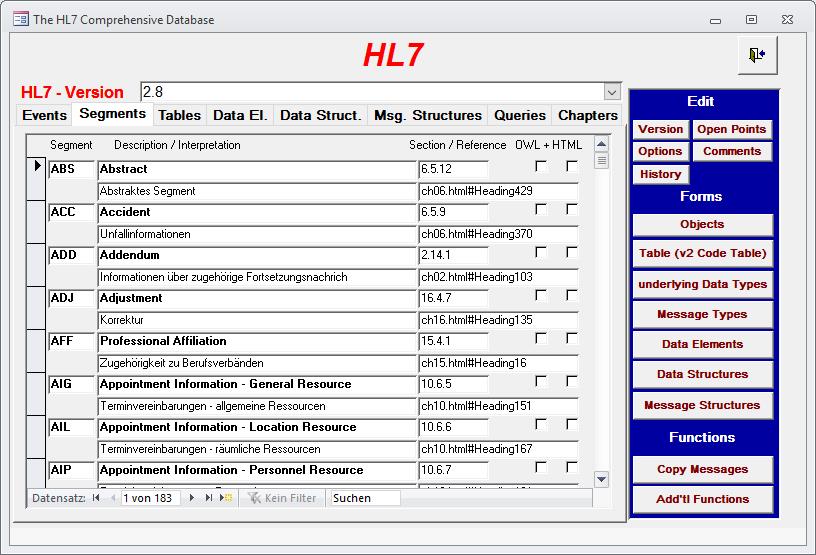 The HL7 Comprehensive Database
HL7
HL7 - Version 2.8
Events Segments Tables Data El. Data Struct. Msg. Structures Queries Chapters
Segment Description / Interpretation Section / Reference OWL + HTML
ABS Abstract 6.5.12
Abstraktes Segment ch06.html#Heading429
ACC Accident 6.5.9
Unfallinformationen ch06.html#Heading370
ADD Addendum 2.14.1
Informationen über zugehörige Fortsetzungsnachrich ch02.html#Heading103
ADJ Adjustment 16.4.7
Korrektur ch16.html#Heading135
AFF Professional Affiliation 15.4.1
Zugehörigkeit zu Berufsverbänden ch15.html#Heading16
AIG Appointment Information - General Resource 10.6.5
Terminvereinbarungen - allgemeine Ressourcen ch10.html#Heading151
AIL Appointment Information - Location Resource 10.6.6
Terminvereinbarungen - räumliche Ressourcen ch10.html#Heading167
AIP Appointment Information - Personnel Resource 10.6.7
Datensatz: 1 von 183 Kein Filter Suchen
Edit
Version Open Points
Options Comments
History
Forms
Objects
Table (v2 Code Table)
underlying Data Types
Message Types
Data Elements
Data Structures
Message Structures
Functions
Copy Messages
Add'tl Functions